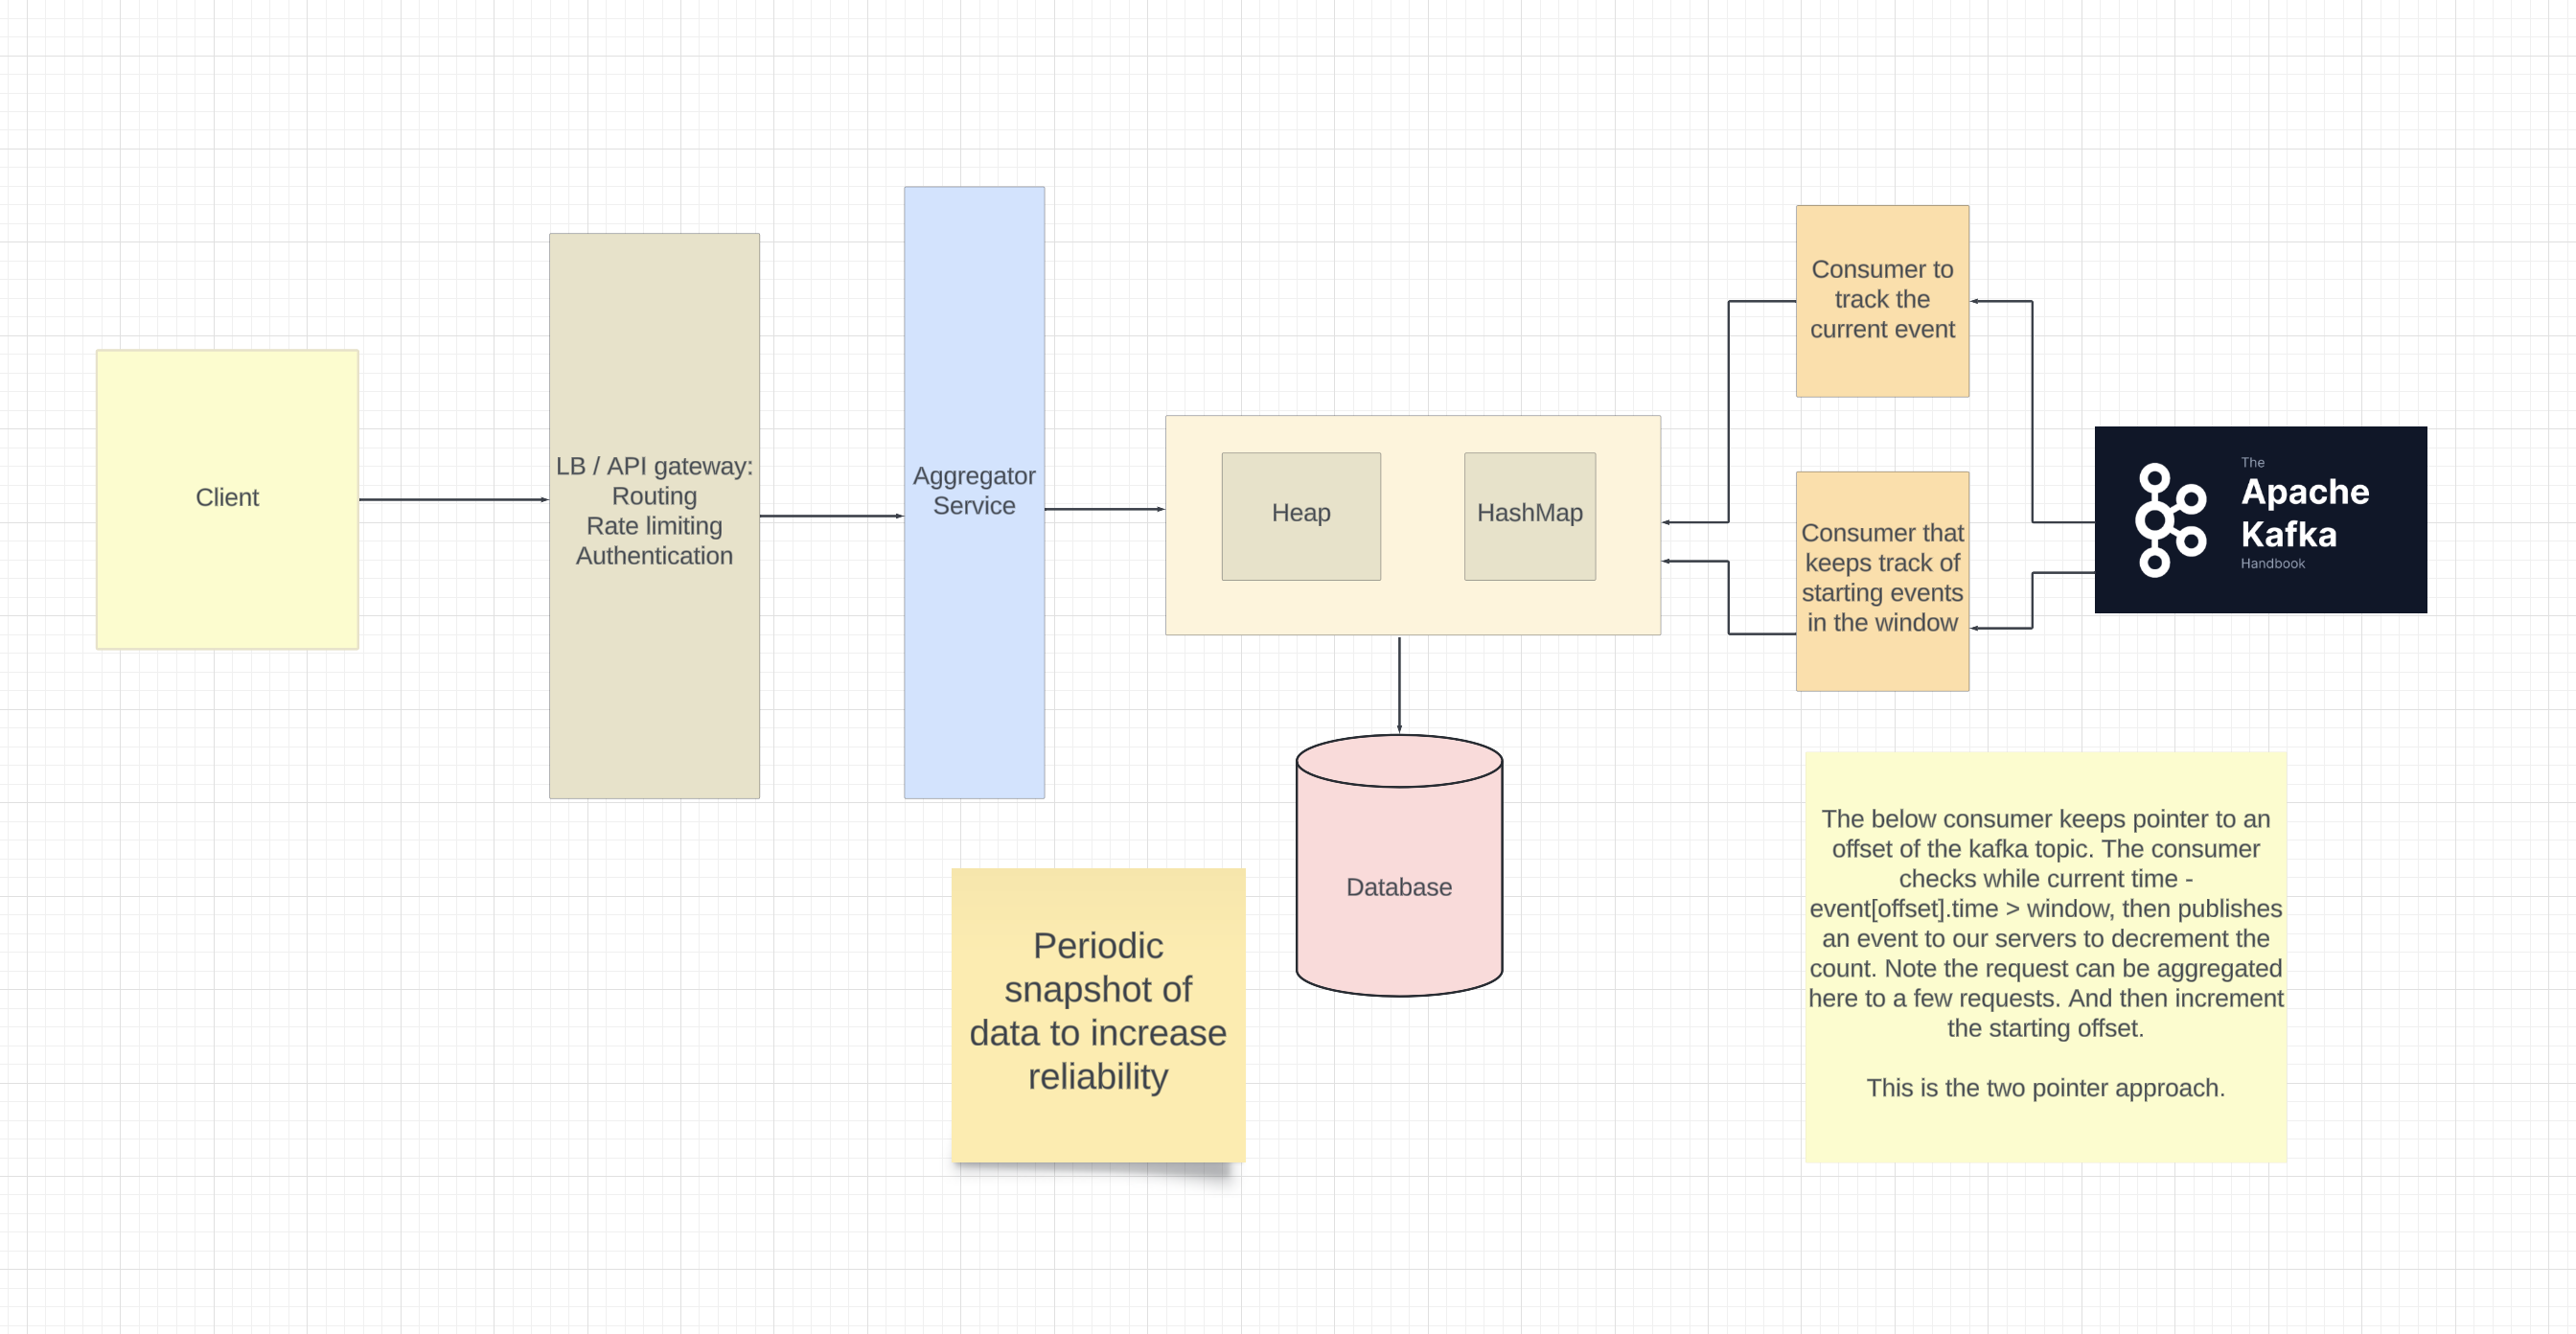 Client
LB / API gateway:
Routing
Rate limiting
Authentication
Aggregator
Service
Heap
HashMap
Consumer to
track the
current event
Consumer that
keeps track of
starting events
in the window
The
Apache
Kafka
Handbook
Database
Periodic
snapshot of
data to increase
reliability
The below consumer keeps pointer to an
offset of the kafka topic. The consumer
checks while current time -
event[offset].time > window, then publishes
an event to our servers to decrement the
count. Note the request can be aggregated
here to a few requests. And then increment
the starting offset.
This is the two pointer approach.